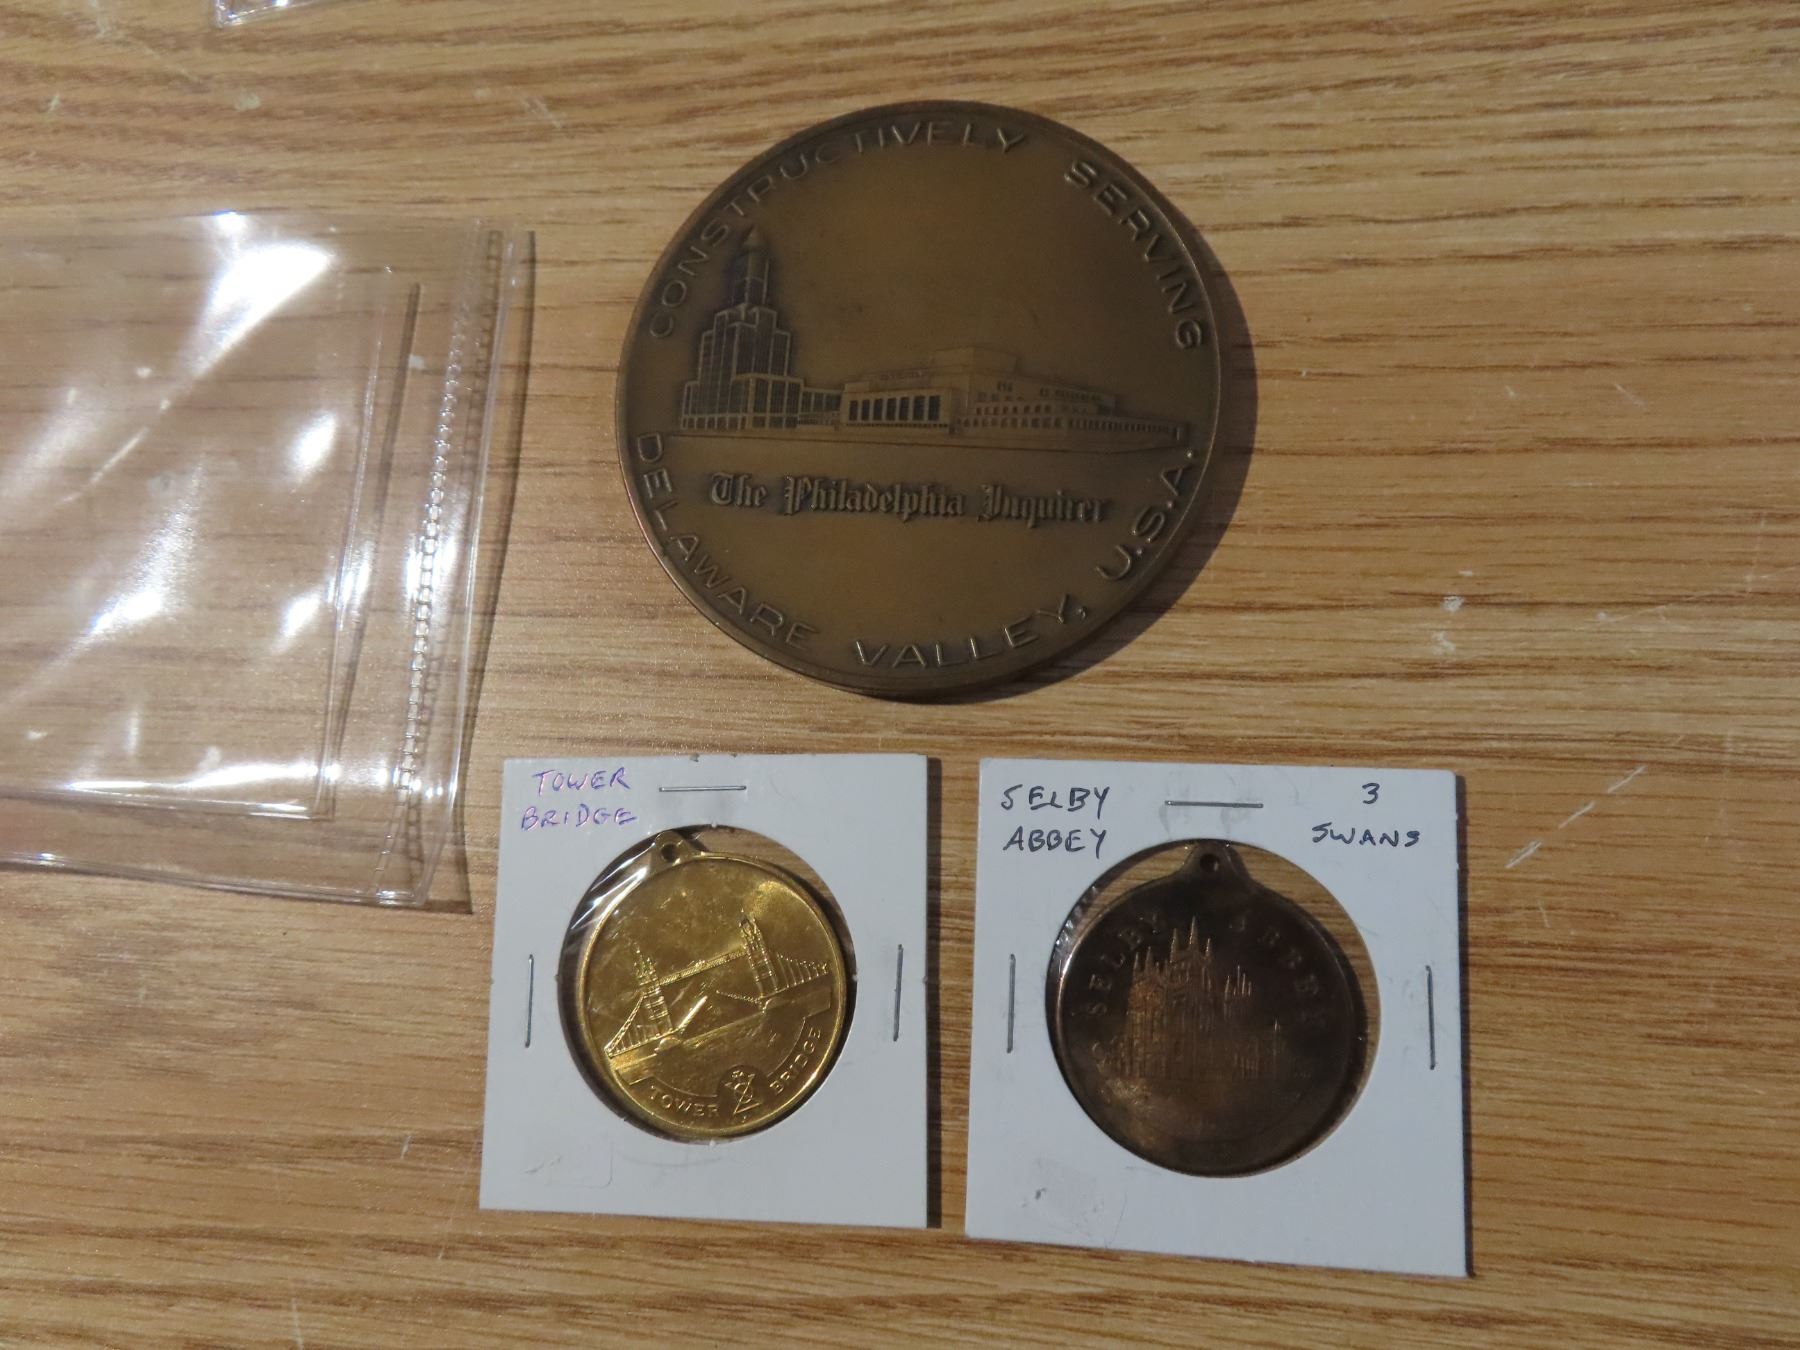 CONSTRUCTIVELY SERVING
The Philadelphia Inquirer
DELAWARE VALLEY, U.S.A.
TOWER
BRIDGE
TOWER BRIDGE
SELBY
ABBEY
3
SWANS
SELBY ABBEY